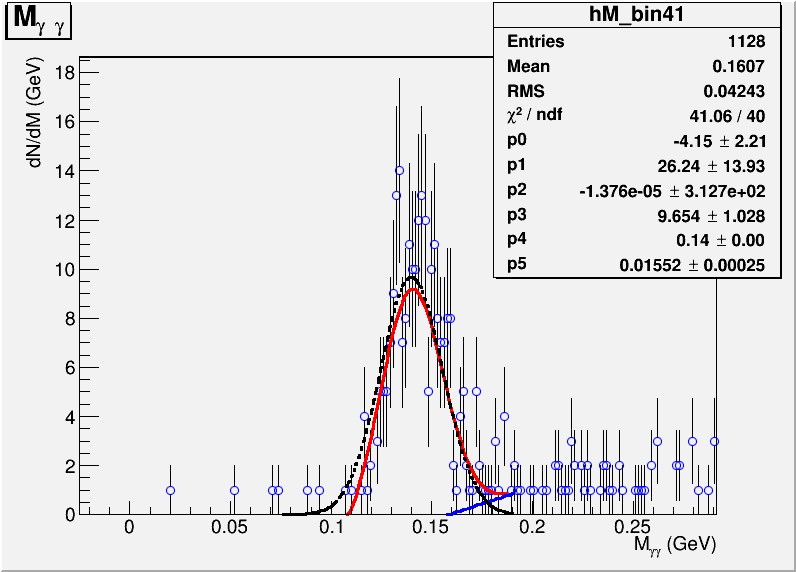 M γ γ
hM_bin41
Entries 1128
Mean 0.1607
RMS 0.04243
χ² / ndf 41.06 / 40
p0 -4.15 ± 2.21
p1 26.24 ± 13.93
p2 -1.376e-05 ± 3.127e+02
p3 9.654 ± 1.028
p4 0.14 ± 0.00
p5 0.01552 ± 0.00025
dN/dM (GeV)
18
16
14
12
10
8
6
4
2
0
0 0.05 0.1 0.15 0.2 0.25
Mγγ (GeV)